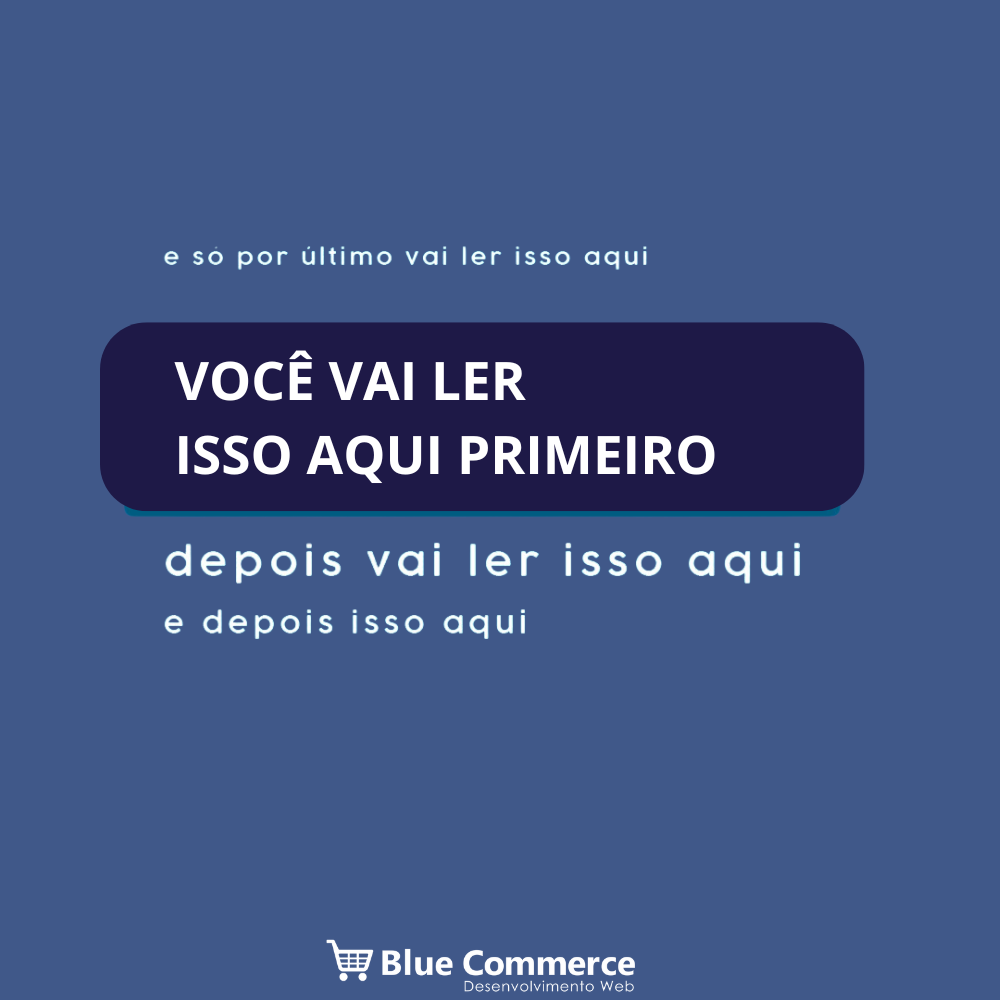 e só por último vai ler isso aqui
VOCÊ VAI LER
ISSO AQUI PRIMEIRO
depois vai ler isso aqui
e depois isso aqui
Blue Commerce
Desenvolvimento Web